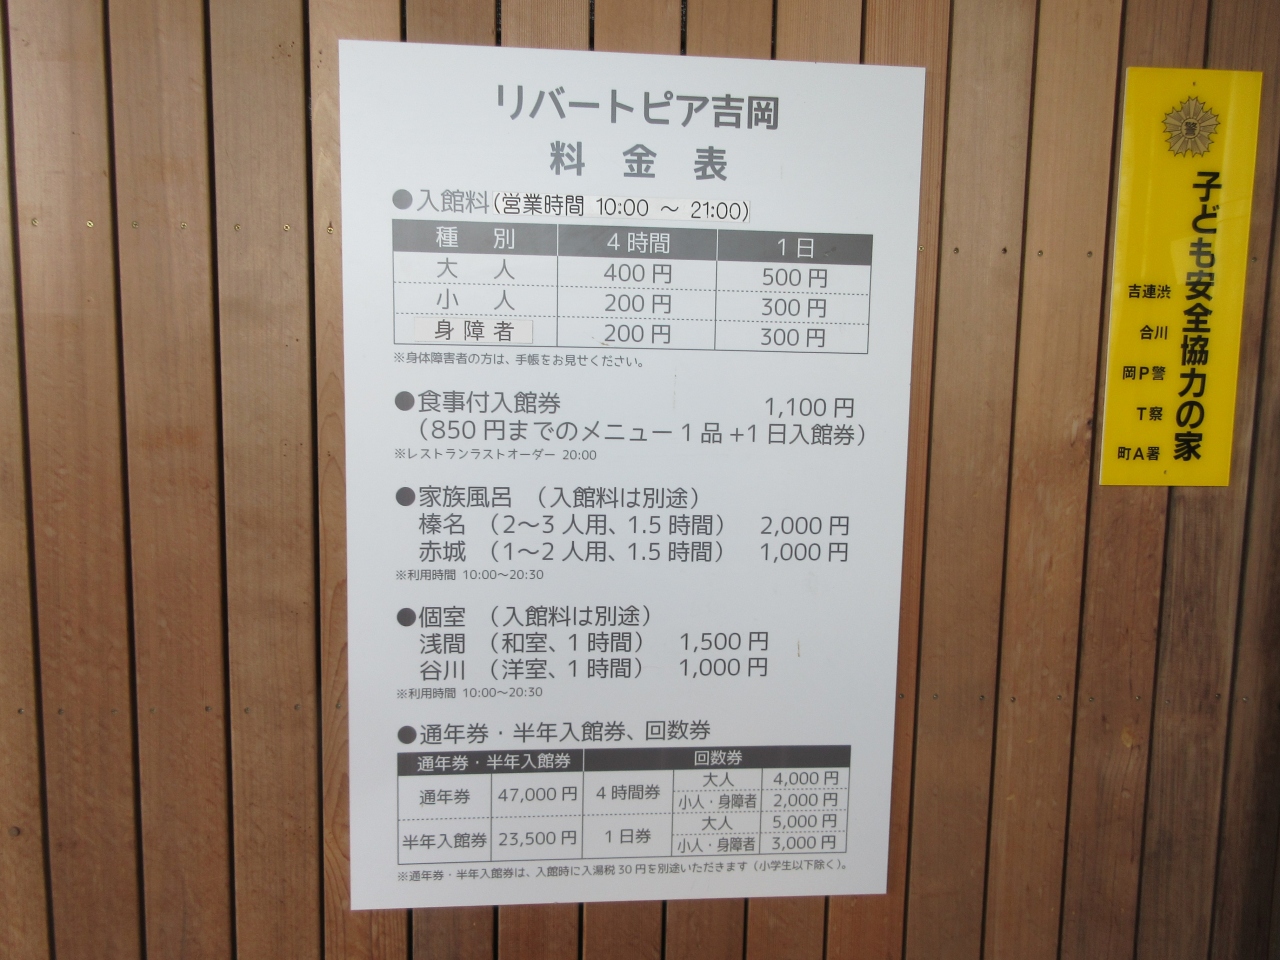 リバートピア吉岡
料金表
●入館料(営業時間 10:00 ～ 21:00)
種別 4時間 1日
大人 400円 500円
小人 200円 300円
身障者 200円 300円
※身体障害者の方は、手帳をお見せください。
●食事付入館券 1,100円
（850円までのメニュー1品+1日入館券）
※レストランラストオーダー 20:00
●家族風呂 （入館料は別途）
榛名 （2～3人用、1.5時間） 2,000円
赤城 （1～2人用、1.5時間） 1,000円
※利用時間 10:00～20:30
●個室 （入館料は別途）
浅間 （和室、1時間） 1,500円
谷川 （洋室、1時間） 1,000円
※利用時間 10:00～20:30
●通年券・半年入館券、回数券
通年券・半年入館券 回数券
通年券 47,000円 4時間券 大人 4,000円
小人・身障者 2,000円
半年入館券 23,500円 1日券 大人 5,000円
小人・身障者 3,000円
※通年券・半年入館券は、入館時に入湯税30円を別途いただきます（小学生以下除く）。
警
子ども安全協力の家
渋川警察署
連合PTA
吉岡町